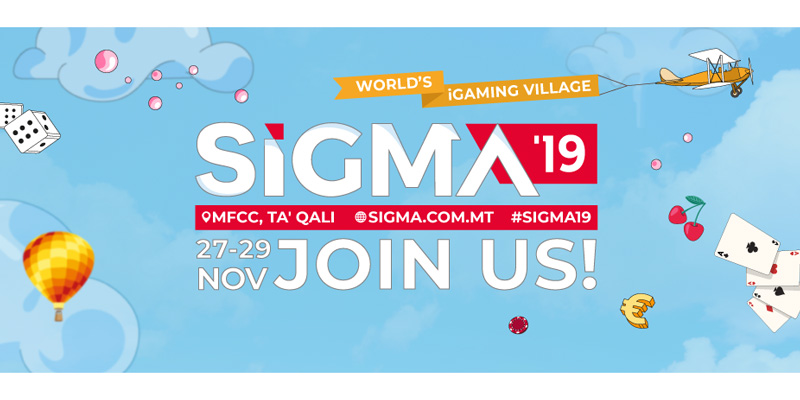 WORLD'S iGAMING VILLAGE
SiGMA '19
MFCC, TA' QALI SIGMA.COM.MT #SIGMA19
27-29 NOV JOIN US!